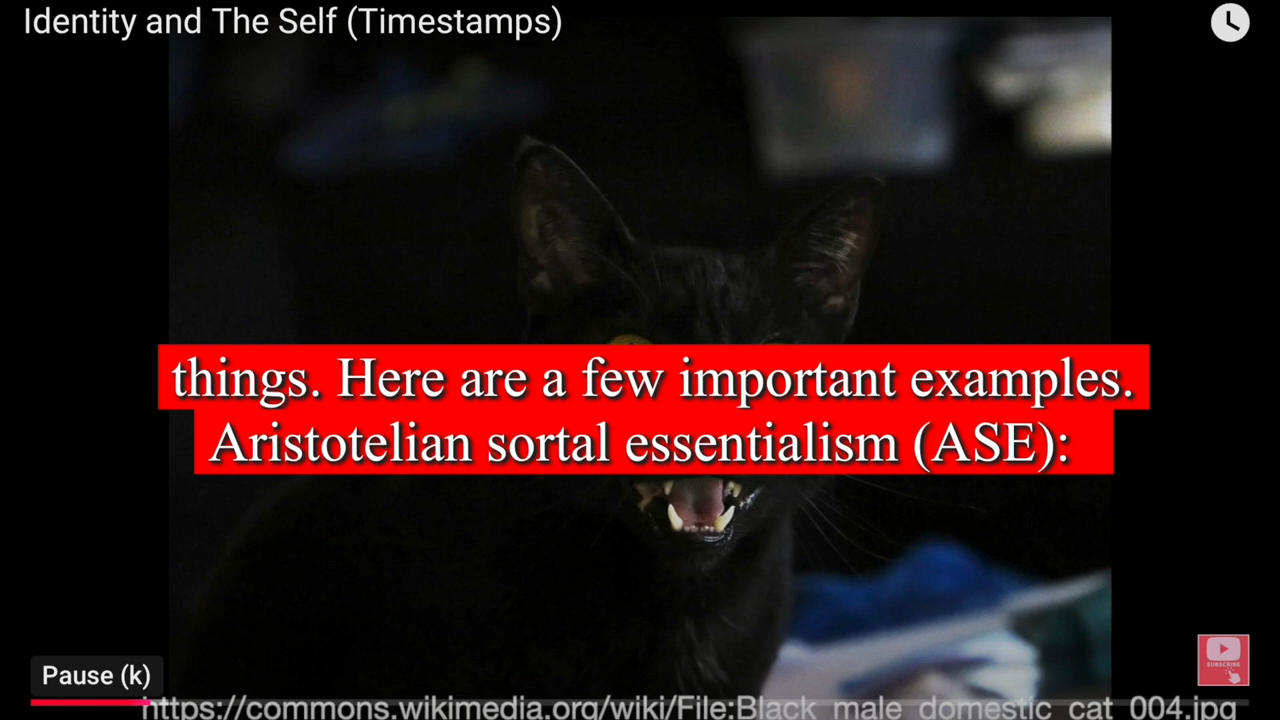 Identity and The Self (Timestamps)
things. Here are a few important examples.
Aristotelian sortal essentialism (ASE):
SUBSCRIBE
Pause (k)
https://commons.wikimedia.org/wiki/File:Black_male_domestic_cat_004.jpg